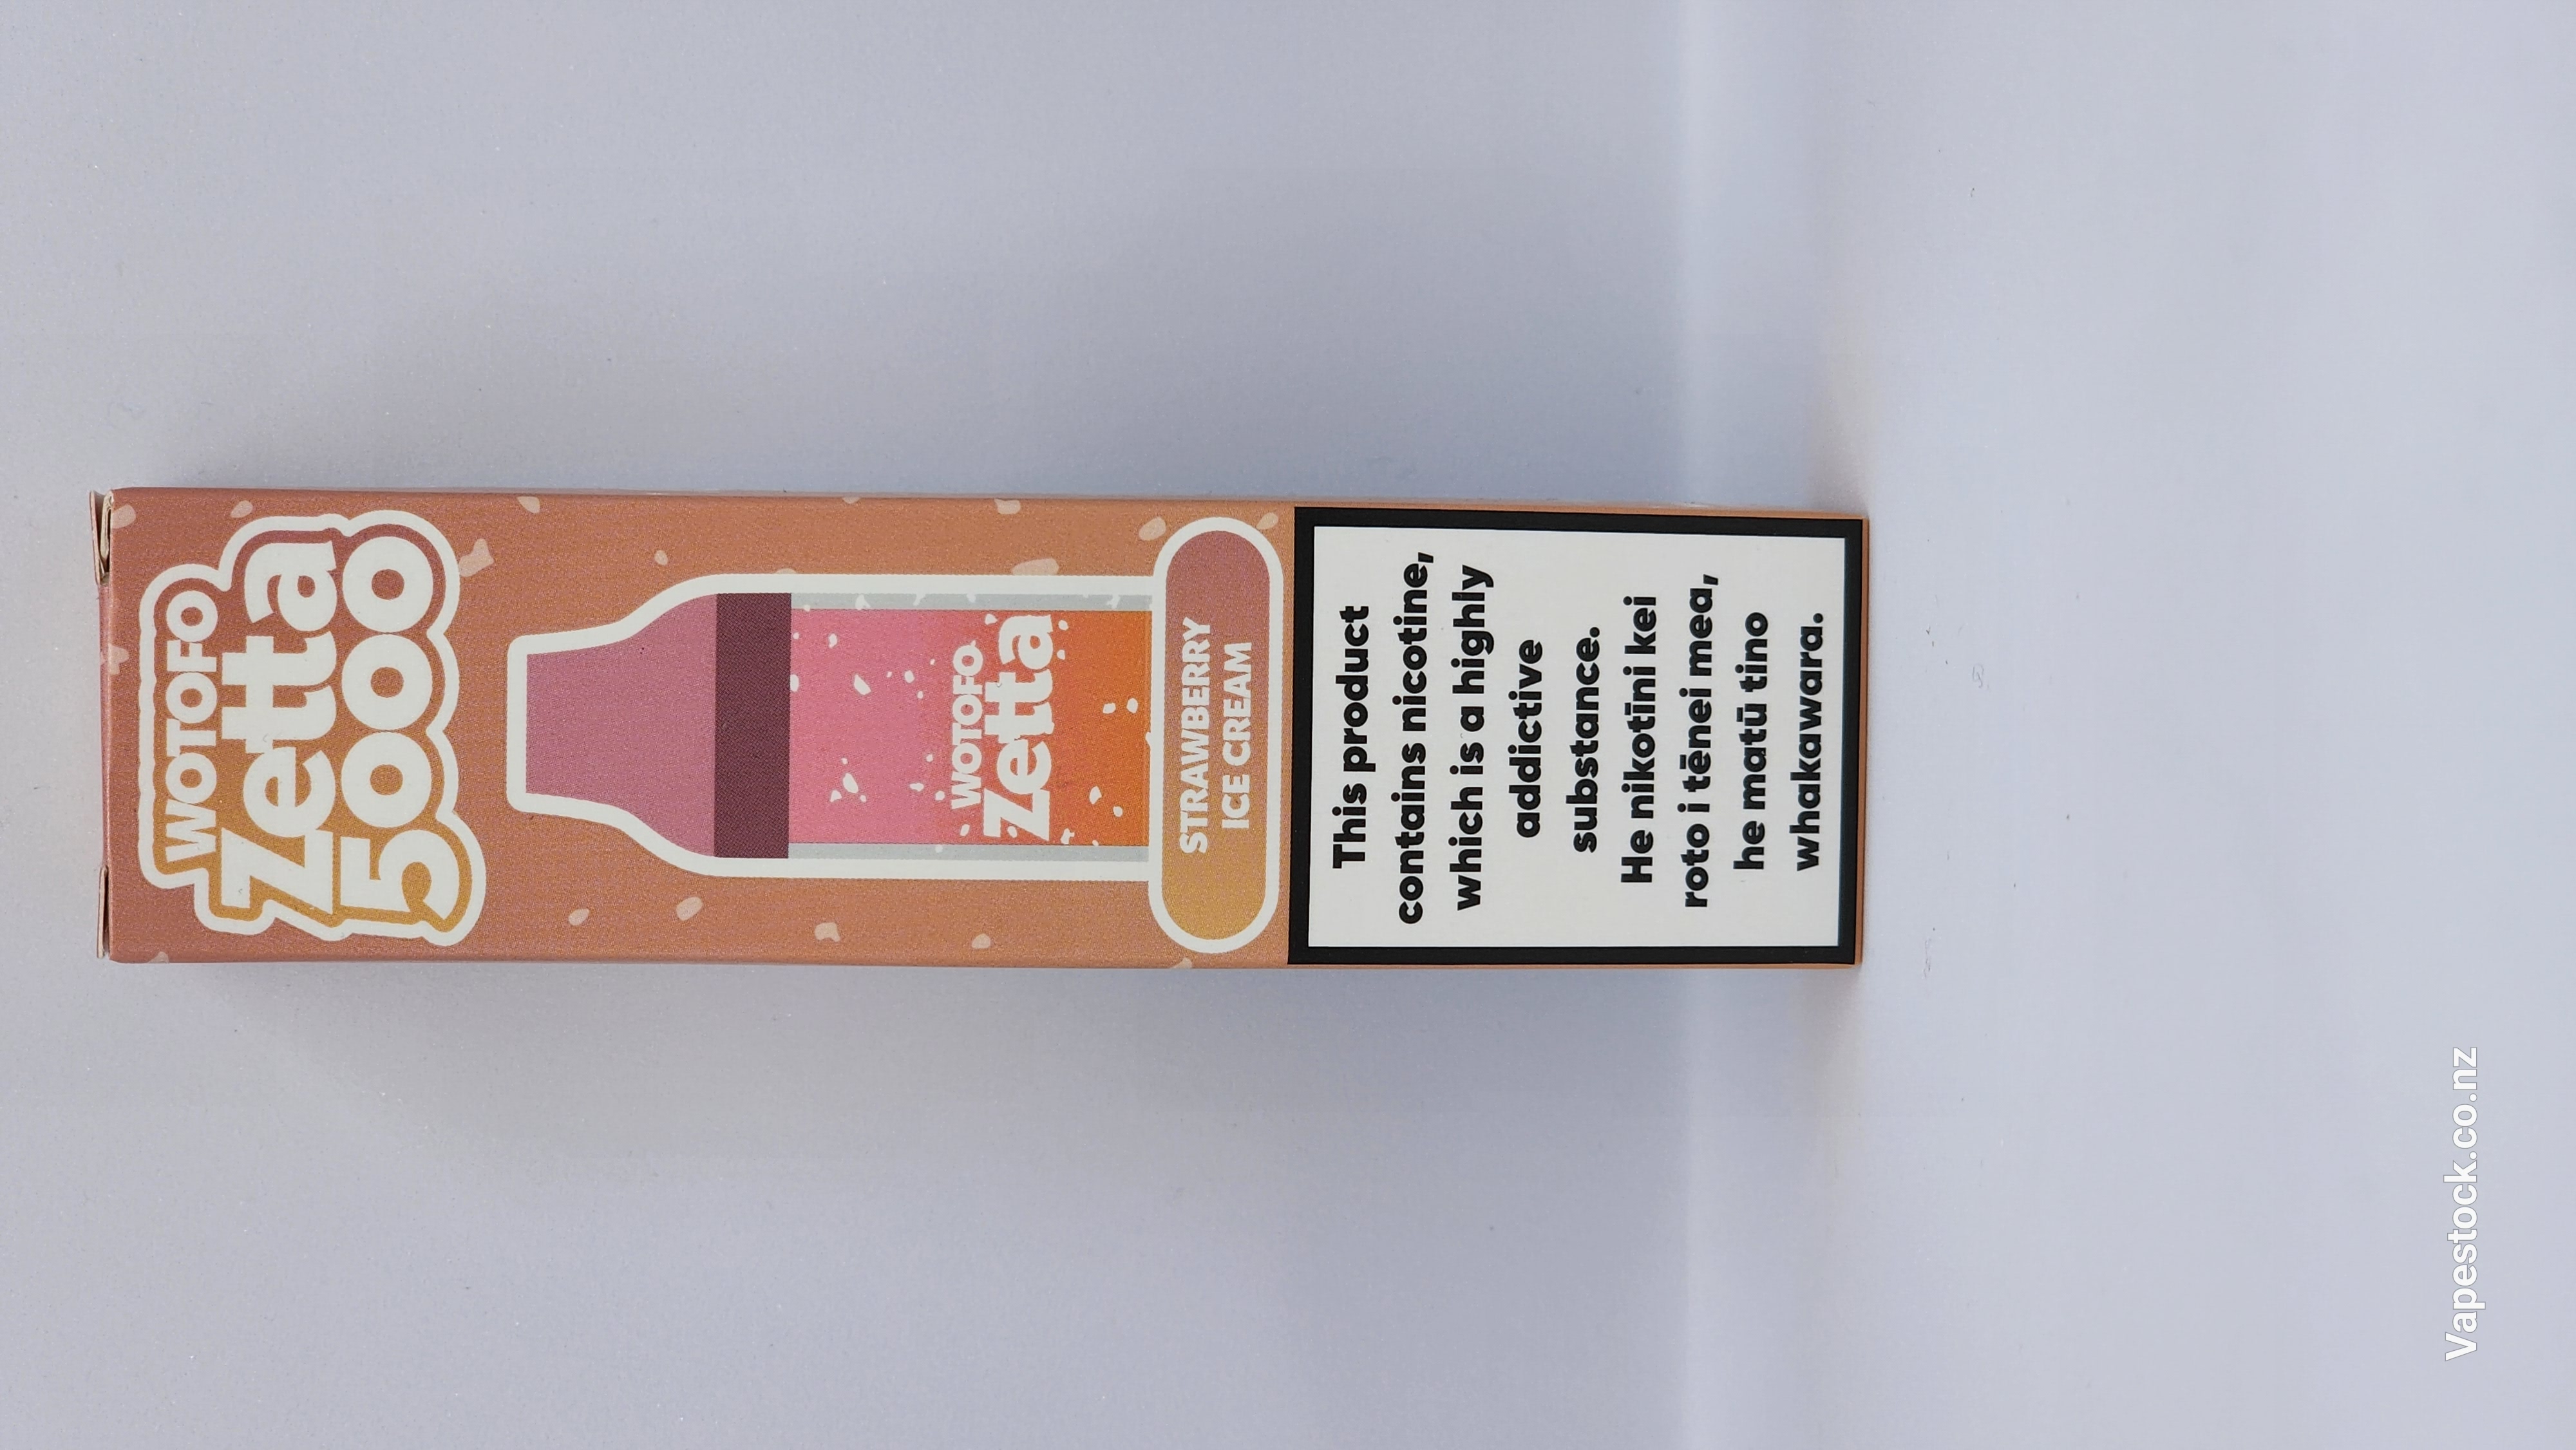 WOTOFO
Zetta
5000
WOTOFO
Zetta
STRAWBERRY
ICE CREAM
This product
contains nicotine,
which is a highly
addictive
substance.
He nikotīni kei
roto i tēnei mea,
he matū tino
whakawara.
Vapestock.co.nz